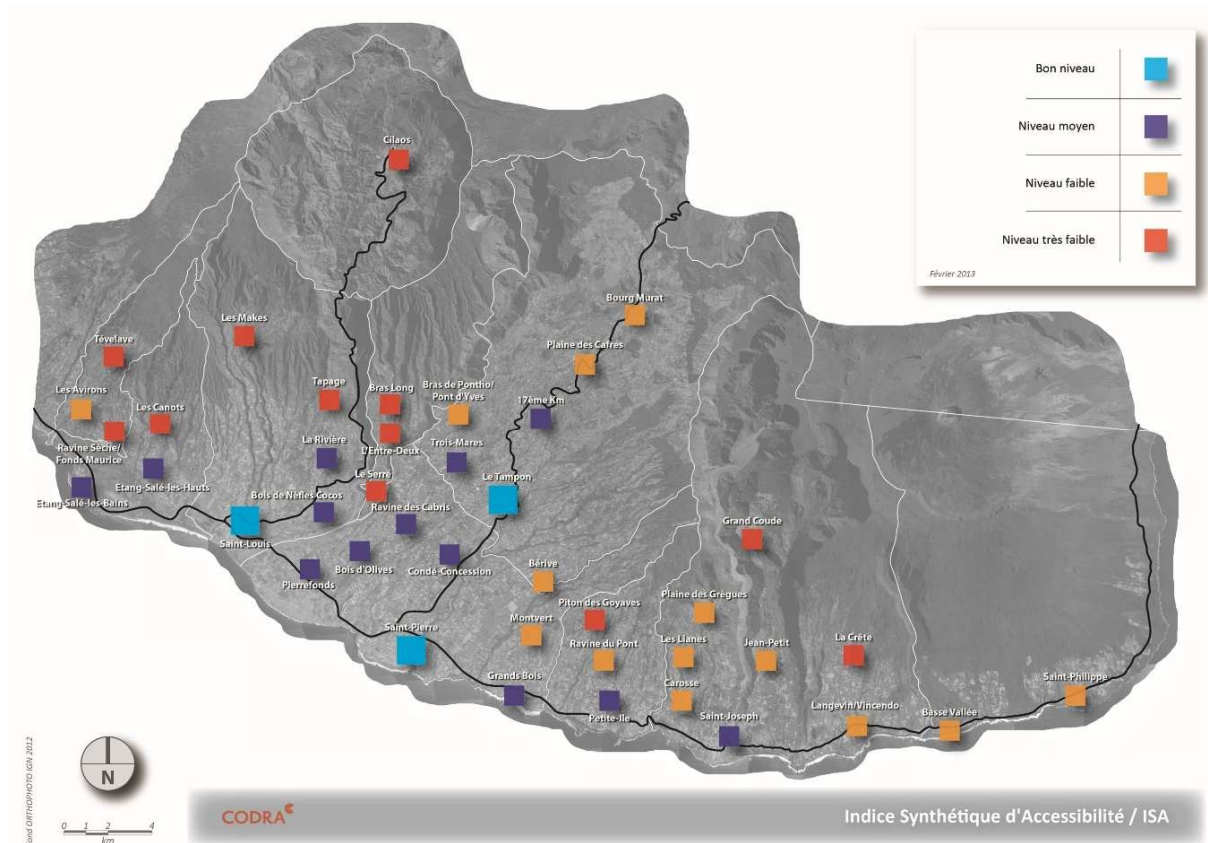 Bon niveau
Niveau moyen
Niveau faible
Niveau très faible
Février 2013
Cilaos
Bourg Murat
Les Makes
Tévelave
Plaine des Cafres
Tapage
Bras Long
Bras de Pontho/
Pont d'Yves
Les Avirons
Les Canots
17ème Km
Ravine Sèche/
Fonds Maurice
La Rivière
L'Entre-Deux
Trois-Mares
Etang-Salé-les-Hauts
Le Serré
Le Tampon
Etang-Salé-les-Bains
Bois de Nèfles Cocos
Ravine des Cabris
Saint-Louis
Grand Coude
Pierrefonds
Bois d'Olives
Condé-Concession
Bérive
Piton des Goyaves
Plaine des Grègues
Saint-Pierre
Montvert
Ravine du Pont
Les Lianes
Jean-Petit
La Crête
Grands Bois
Petite-Ile
Carosse
Saint-Joseph
Langevin/Vincendo
Basse Vallée
Saint-Philippe
ORTHOPHOTO IGN 2012
N
0 1 2 4
km
CODRA
Indice Synthétique d'Accessibilité / ISA